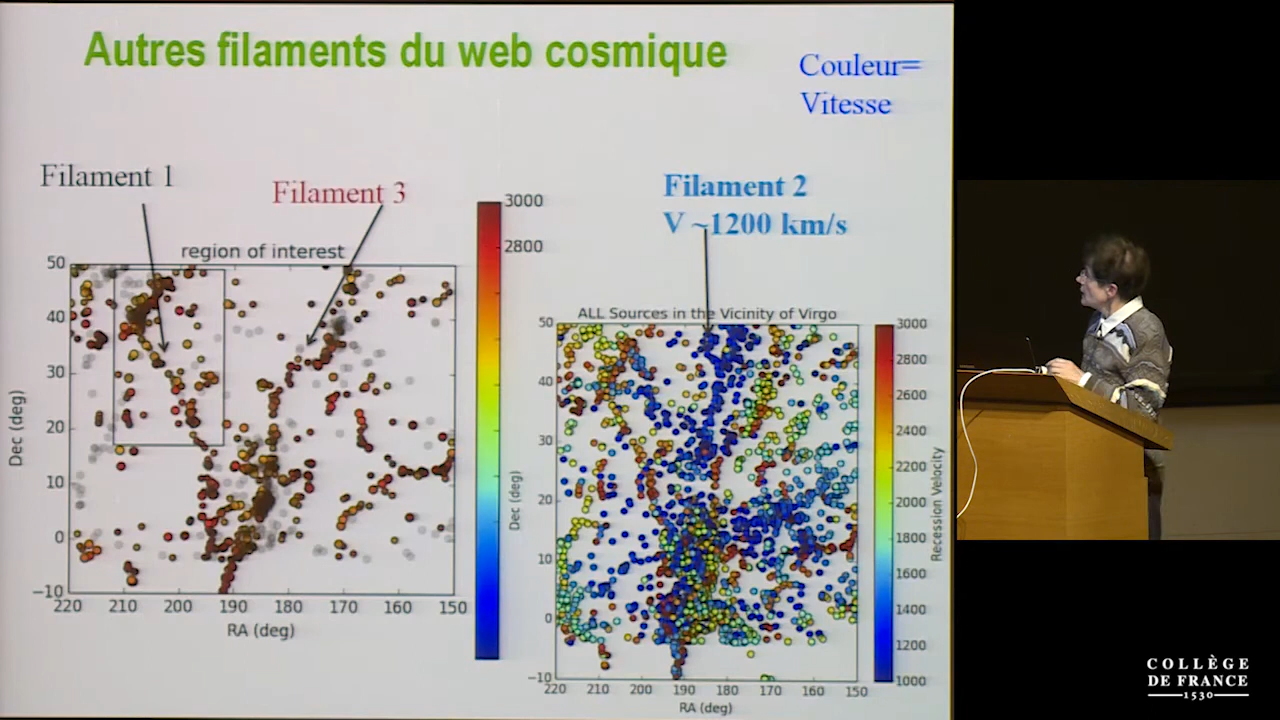 Autres filaments du web cosmique
Couleur=
Vitesse
Filament 1
Filament 3
Filament 2
V ~1200 km/s
region of interest
3000
2800
50
40
30
20
10
0
−10
Dec (deg)
220 210 200 190 180 170 160 150
RA (deg)
ALL Sources in the Vicinity of Virgo
50
40
30
20
10
0
−10
Dec (deg)
220 210 200 190 180 170 160 150
RA (deg)
3000
2800
2600
2400
2200
2000
1800
1600
1400
1200
1000
Recession Velocity
COLLÈGE
DE FRANCE
1530